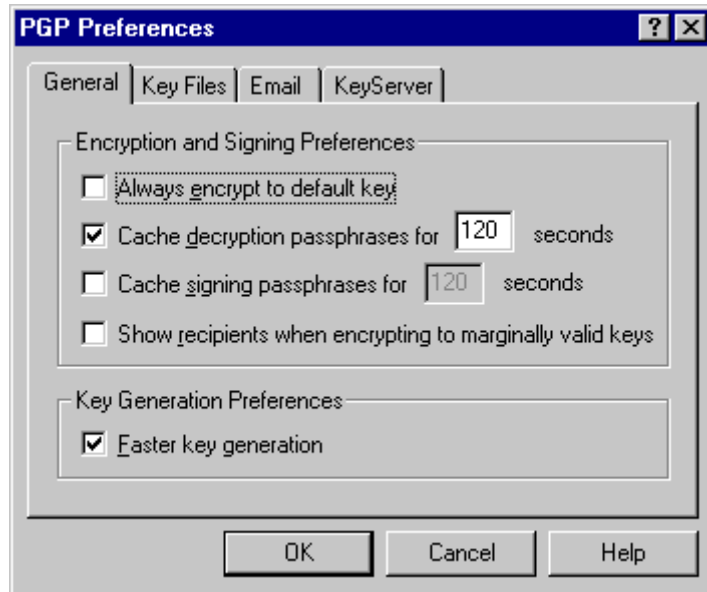 PGP Preferences
General Key Files Email KeyServer
Encryption and Signing Preferences
Always encrypt to default key
Cache decryption passphrases for 120 seconds
Cache signing passphrases for 120 seconds
Show recipients when encrypting to marginally valid keys
Key Generation Preferences
Faster key generation
OK Cancel Help